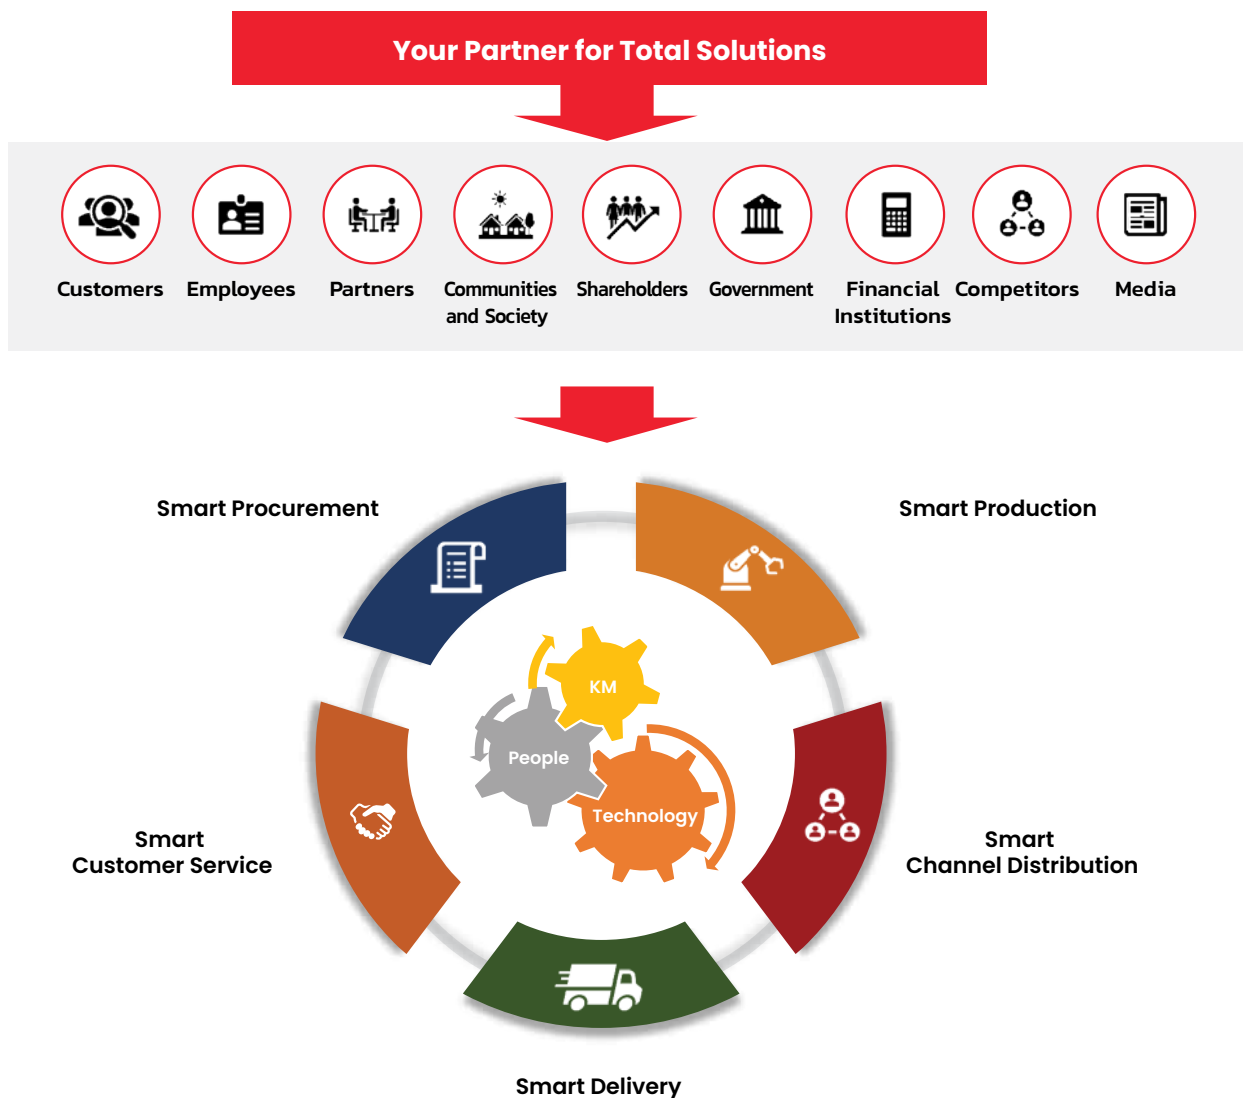 Your Partner for Total Solutions
Customers
Employees
Partners
Communities
and Society
Shareholders
Government
Financial
Institutions
Competitors
Media
Smart Procurement
Smart Production
KM
People
Technology
Smart
Customer Service
Smart
Channel Distribution
Smart Delivery